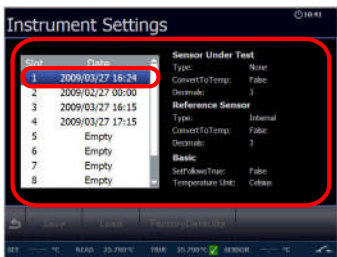 Instrument Settings
10:41
Slot Date
1 2009/03/27 16:24
2 2009/02/27 00:00
3 2009/03/27 16:15
4 2009/03/27 17:15
5 Empty
6 Empty
7 Empty
8 Empty
Sensor Under Test
Type: None
ConvertToTemp: False
Decimals: 3
Reference Sensor
Type: Internal
ConvertToTemp: False
Decimals: 3
Basic
SetFollowsTrue: False
Temperature Unit: Celsius
Save Load FactoryDefaults
SET °C READ 25.790°C TRUE 25.790°C SENSOR °C